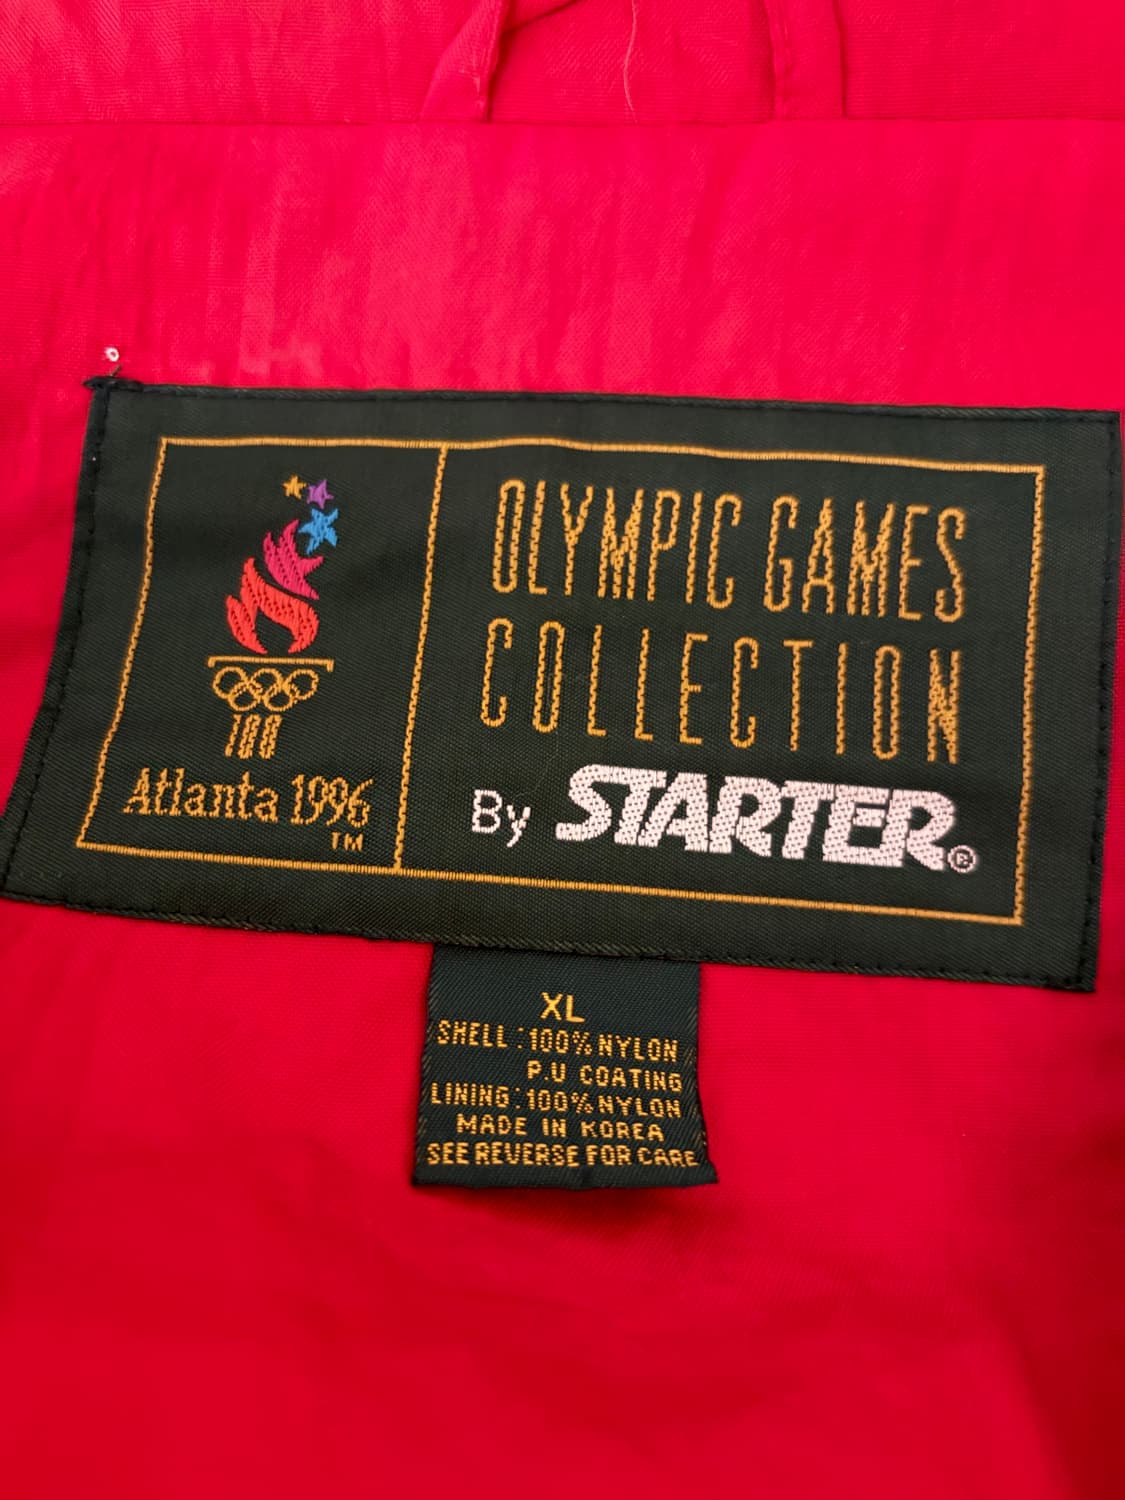 OLYMPIC GAMES
COLLECTION
By STARTER®
100
Atlanta 1996
TM
XL
SHELL : 100% NYLON
P.U COATING
LINING : 100% NYLON
MADE IN KOREA
SEE REVERSE FOR CARE